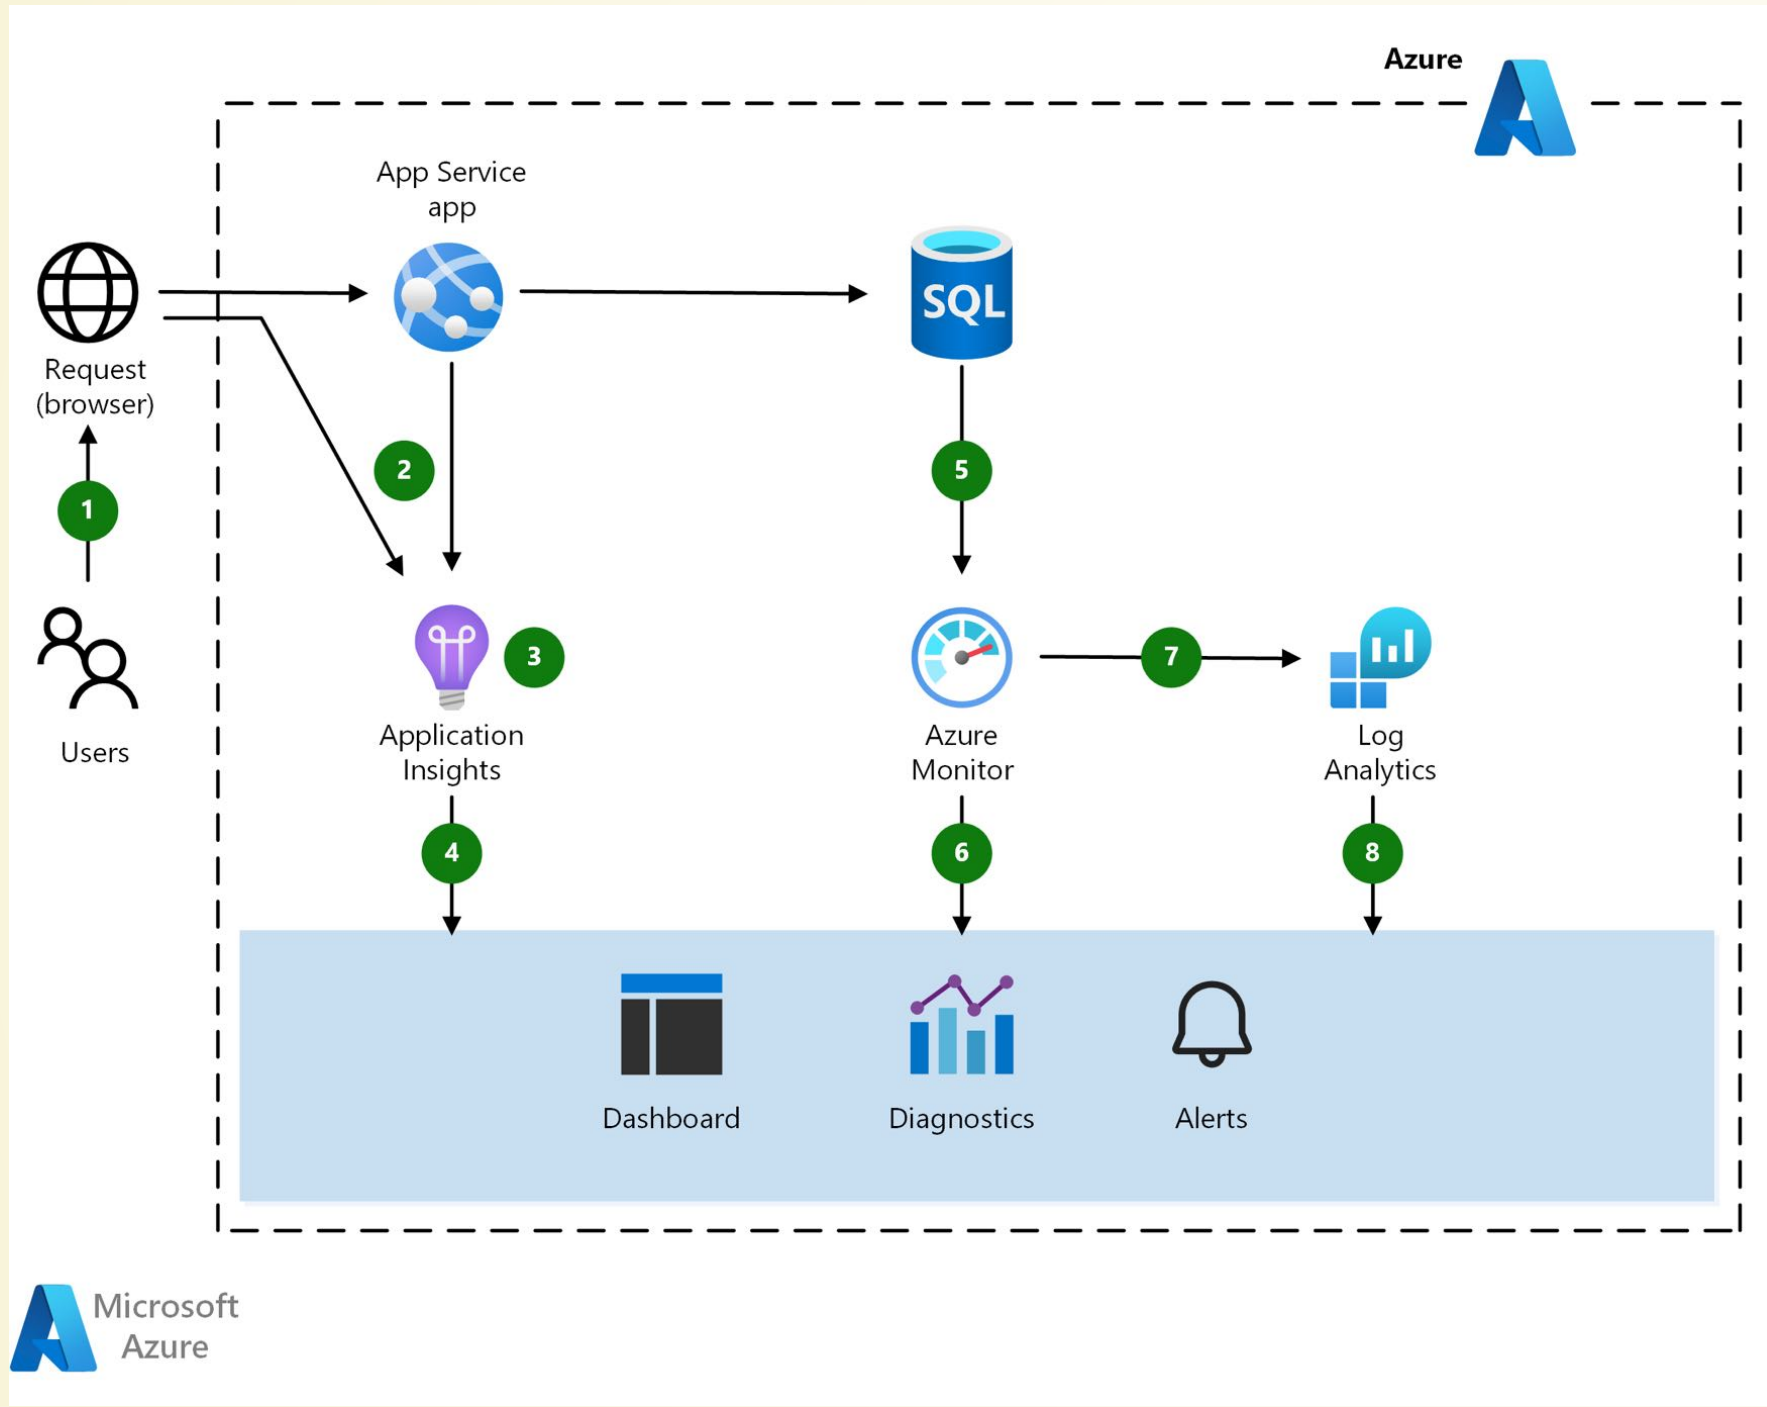 Azure
App Service
app
SQL
Request
(browser)
2
5
1
3
7
Users
Application
Insights
Azure
Monitor
Log
Analytics
4
6
8
Dashboard
Diagnostics
Alerts
Microsoft
Azure